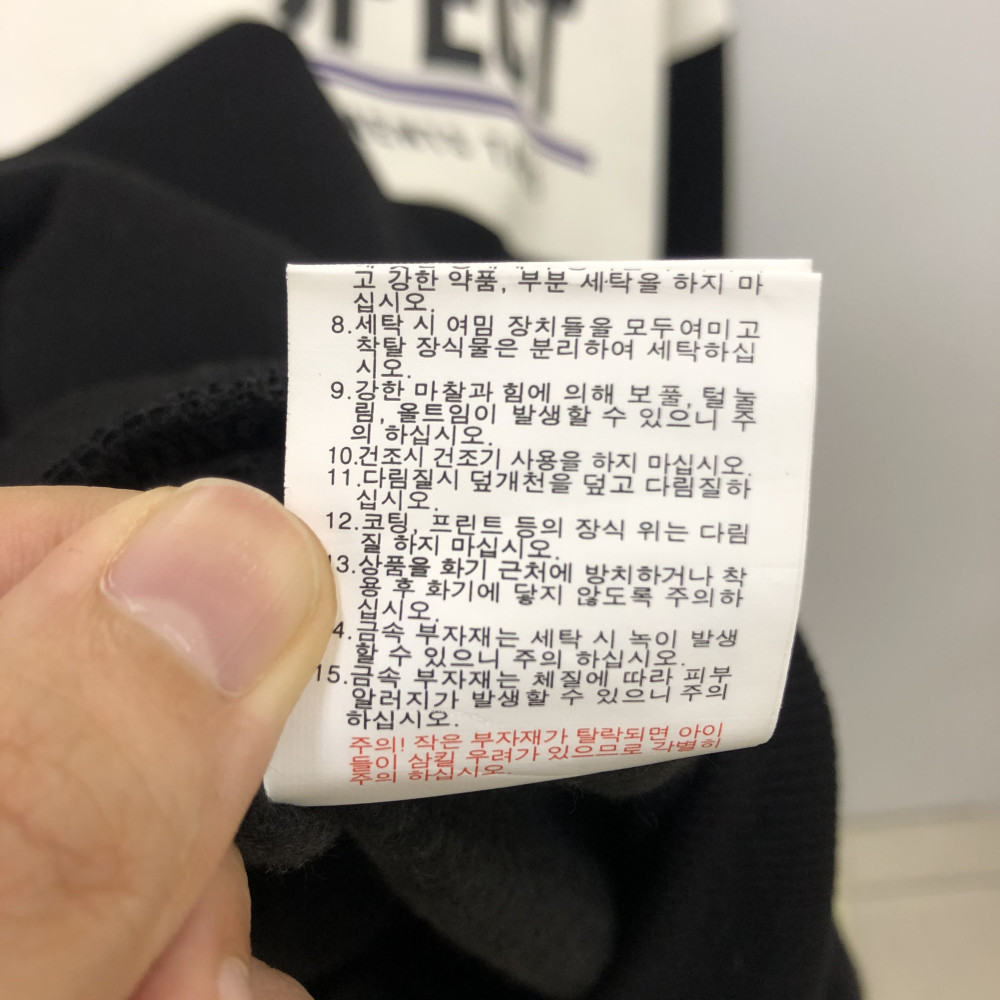 PECT
고 강한 약품, 부분 세탁을 하지 마
십시오.
8.세탁 시 여밈 장치들을 모두여미고
착탈 장식물은 분리하여 세탁하십
시오.
9.강한 마찰과 힘에 의해 보풀, 털눌
림, 올트임이 발생할 수 있으니 주
의 하십시오.
10.건조시 건조기 사용을 하지 마십시오.
11.다림질시 덮개천을 덮고 다림질하
십시오.
12.코팅, 프린트 등의 장식 위는 다림
질 하지 마십시오.
13.상품을 화기 근처에 방치하거나 착
용 후 화기에 닿지 않도록 주의하
십시오.
4.금속 부자재는 세탁 시 녹이 발생
할 수 있으니 주의 하십시오.
15.금속 부자재는 체질에 따라 피부
알러지가 발생할 수 있으니 주의
하십시오.
주의! 작은 부자재가 탈락되면 아이
들이 삼킬 우려가 있으므로 각별히
주의 하십시오.